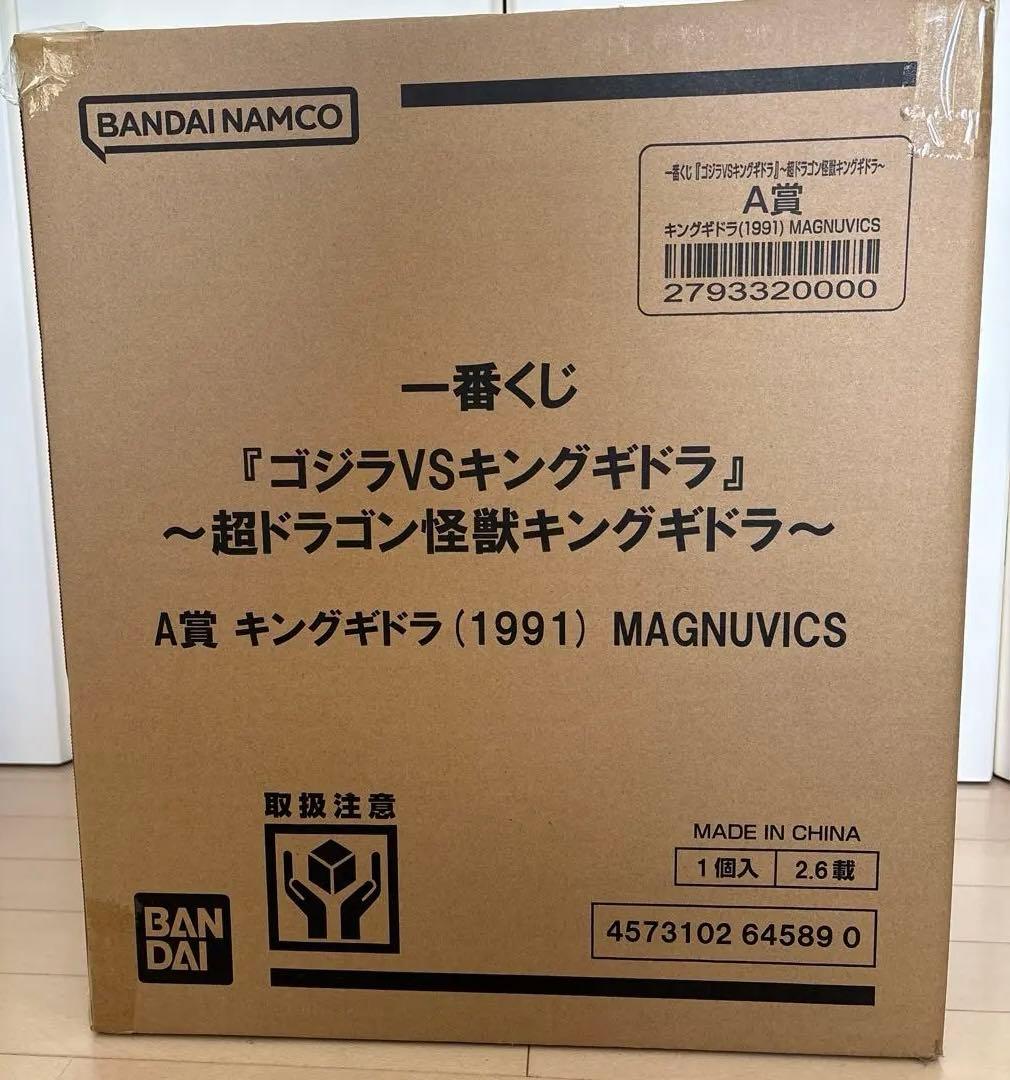 BANDAI NAMCO
一番くじ『ゴジラVSキングギドラ』~超ドラゴン怪獣キングギドラ~
A賞
キングギドラ(1991) MAGNUVICS
2793320000
一番くじ
『ゴジラVSキングギドラ』
~超ドラゴン怪獣キングギドラ~
A賞 キングギドラ(1991) MAGNUVICS
取扱注意
MADE IN CHINA
1個入 2.6載
BAN
DAI
4573102 64589 0